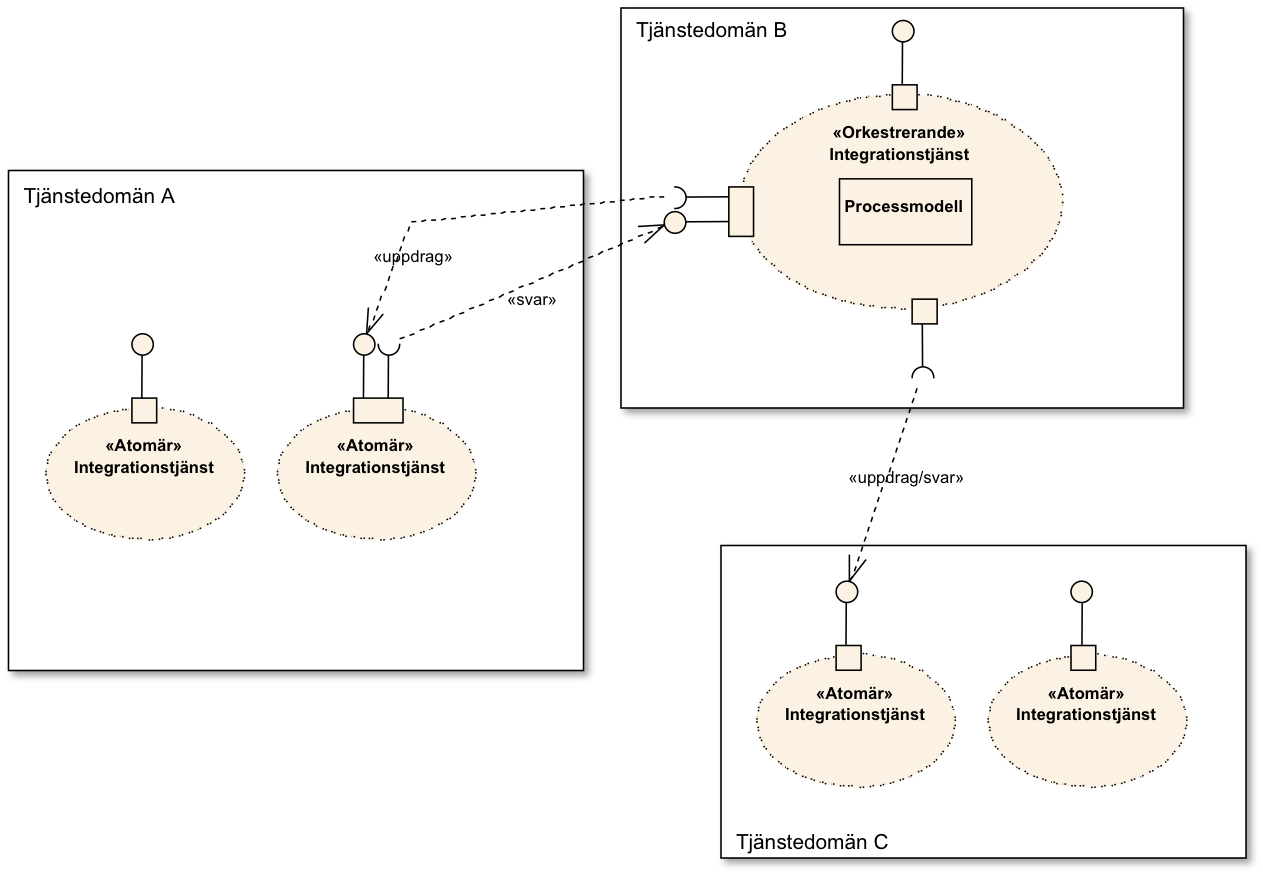 Tjänstedomän B
«Orkestrerande»
Integrationstjänst
Processmodell
Tjänstedomän A
«uppdrag»
«svar»
«Atomär»
Integrationstjänst
«Atomär»
Integrationstjänst
«uppdrag/svar»
«Atomär»
Integrationstjänst
«Atomär»
Integrationstjänst
Tjänstedomän C